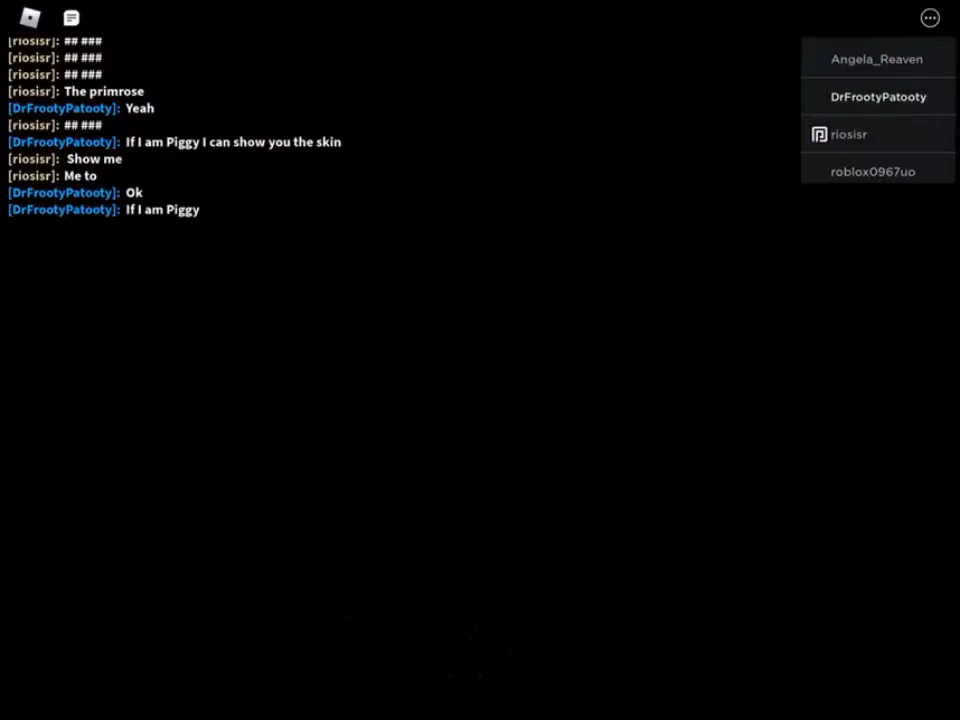 [riosisr]: ## ###
[riosisr]: ## ###
[riosisr]: ## ###
[riosisr]: The primrose
[DrFrootyPatooty]: Yeah
[riosisr]: ## ###
[DrFrootyPatooty]: If I am Piggy I can show you the skin
[riosisr]: Show me
[riosisr]: Me to
[DrFrootyPatooty]: Ok
[DrFrootyPatooty]: If I am Piggy
Angela_Reaven
DrFrootyPatooty
riosisr
roblox0967uo